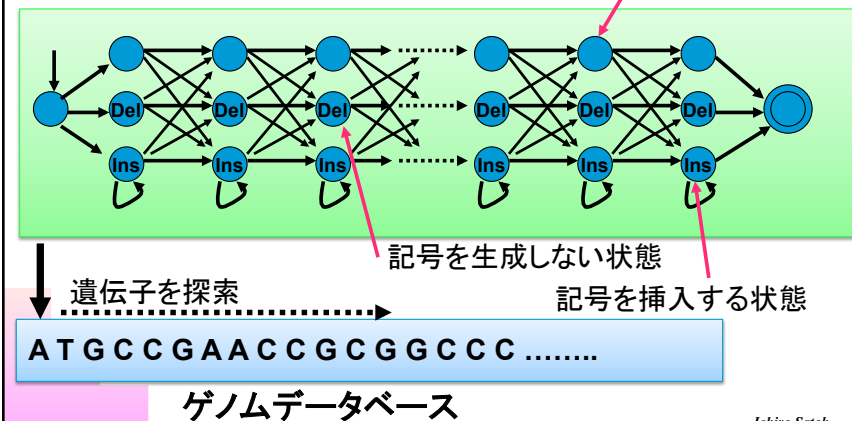 Del Del Del Del Del Del
Ins Ins Ins Ins Ins Ins
記号を生成しない状態
遺伝子を探索
記号を挿入する状態
A T G C C G A A C C G C G G C C C ........
ゲノムデータベース